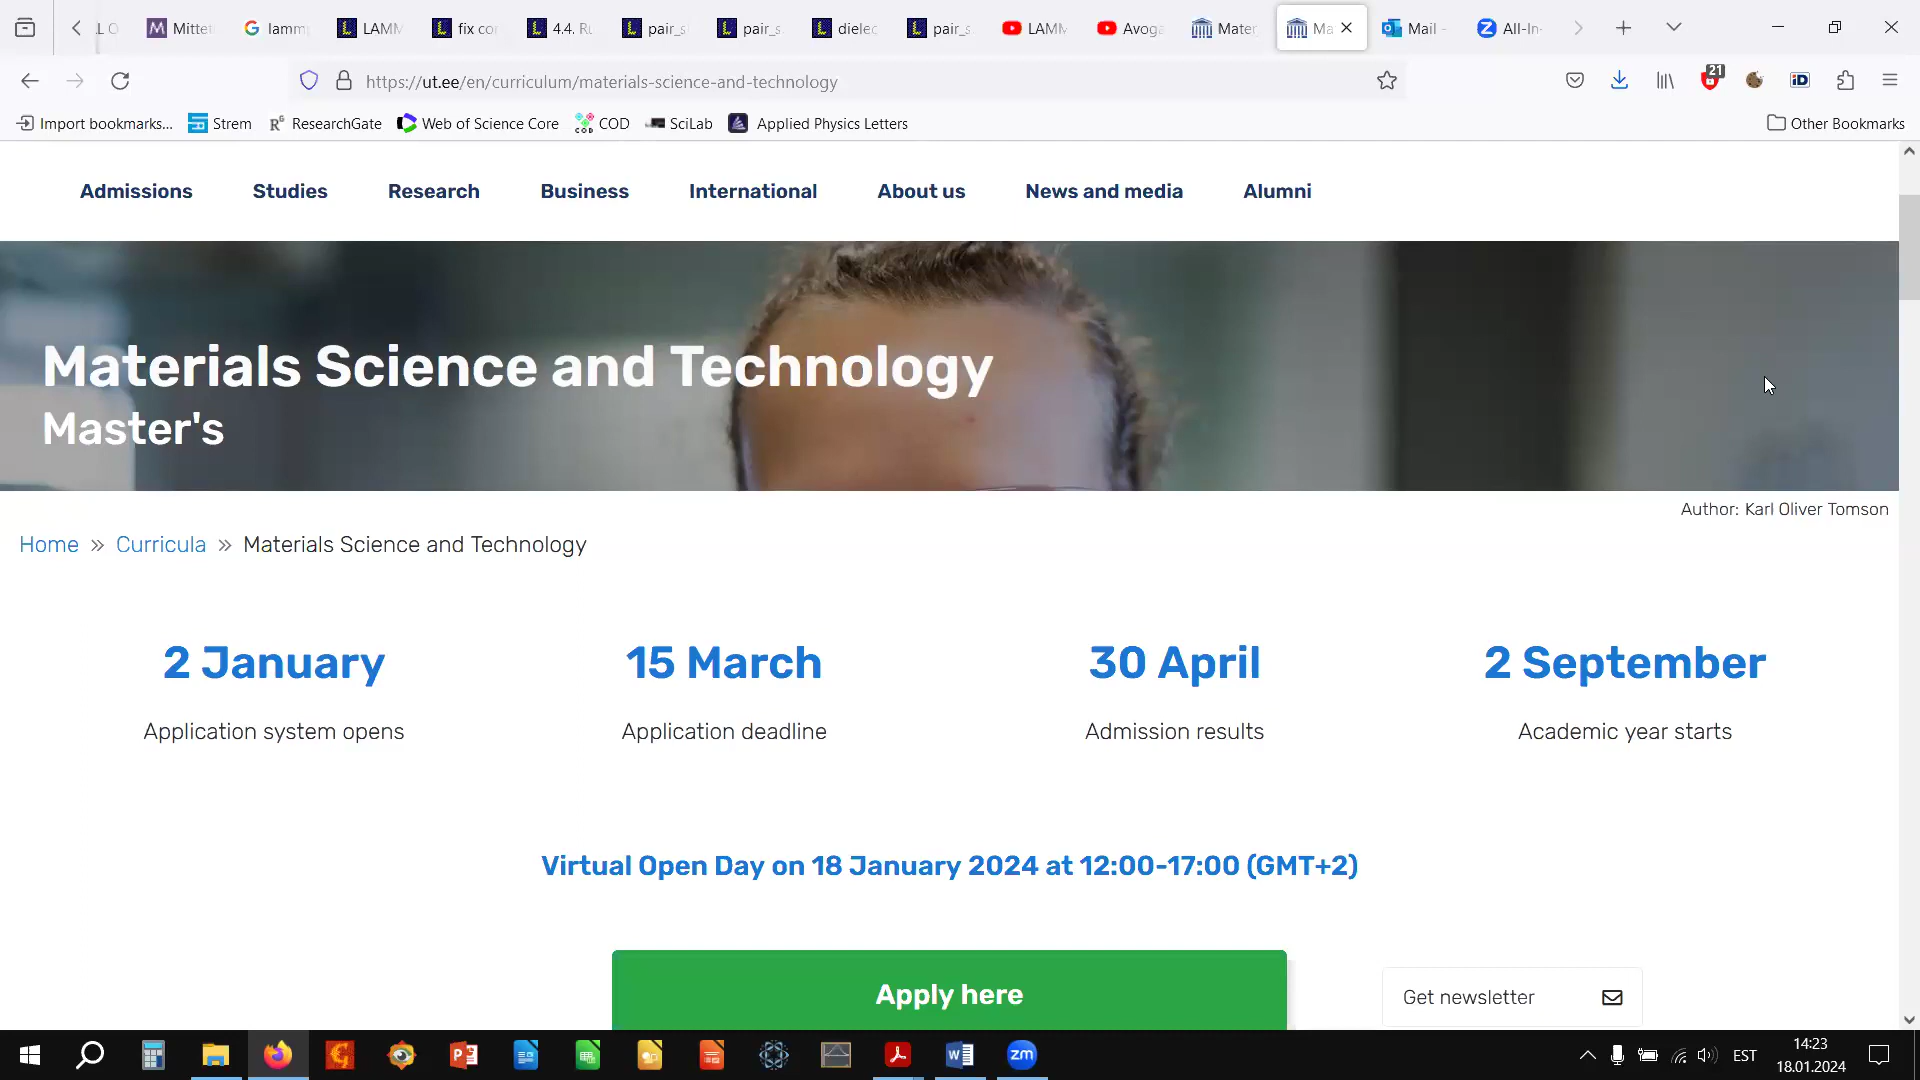 Mittei
lamm
LAMM
fix co
4.4. Ru
pair_s
pair_s
dielec
pair_s
LAMM
Avoga
Mater
Ma
Mail -
All-In-
https://ut.ee/en/curriculum/materials-science-and-technology
21
Import bookmarks... Strem ResearchGate Web of Science Core COD SciLab Applied Physics Letters Other Bookmarks
Admissions Studies Research Business International About us News and media Alumni
Materials Science and Technology
Master's
Author: Karl Oliver Tomson
Home » Curricula » Materials Science and Technology
2 January 15 March 30 April 2 September
Application system opens Application deadline Admission results Academic year starts
Virtual Open Day on 18 January 2024 at 12:00-17:00 (GMT+2)
Apply here
Get newsletter
zm
EST
14:23
18.01.2024